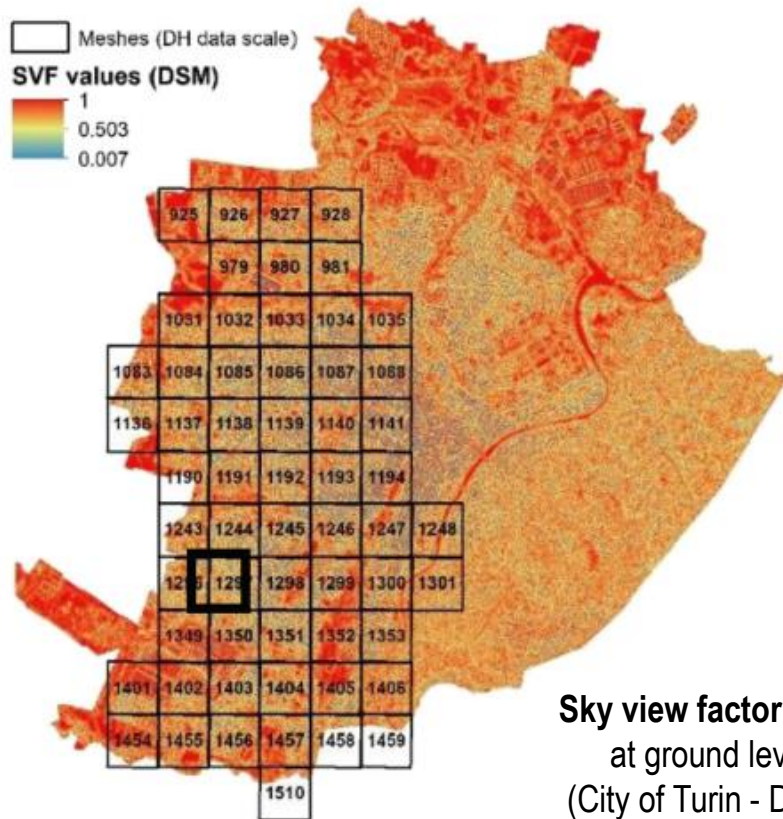 Meshes (DH data scale)
SVF values (DSM)
1
0.503
0.007
925 926 927 928
979 980 981
1031 1032 1033 1034 1035
1083 1084 1085 1086 1087 1088
1136 1137 1138 1139 1140 1141
1190 1191 1192 1193 1194
1243 1244 1245 1246 1247 1248
1296 1297 1298 1299 1300 1301
1349 1350 1351 1352 1353
1401 1402 1403 1404 1405 1406
1454 1455 1456 1457 1458 1459
1510
Sky view factor
at ground lev
(City of Turin - D